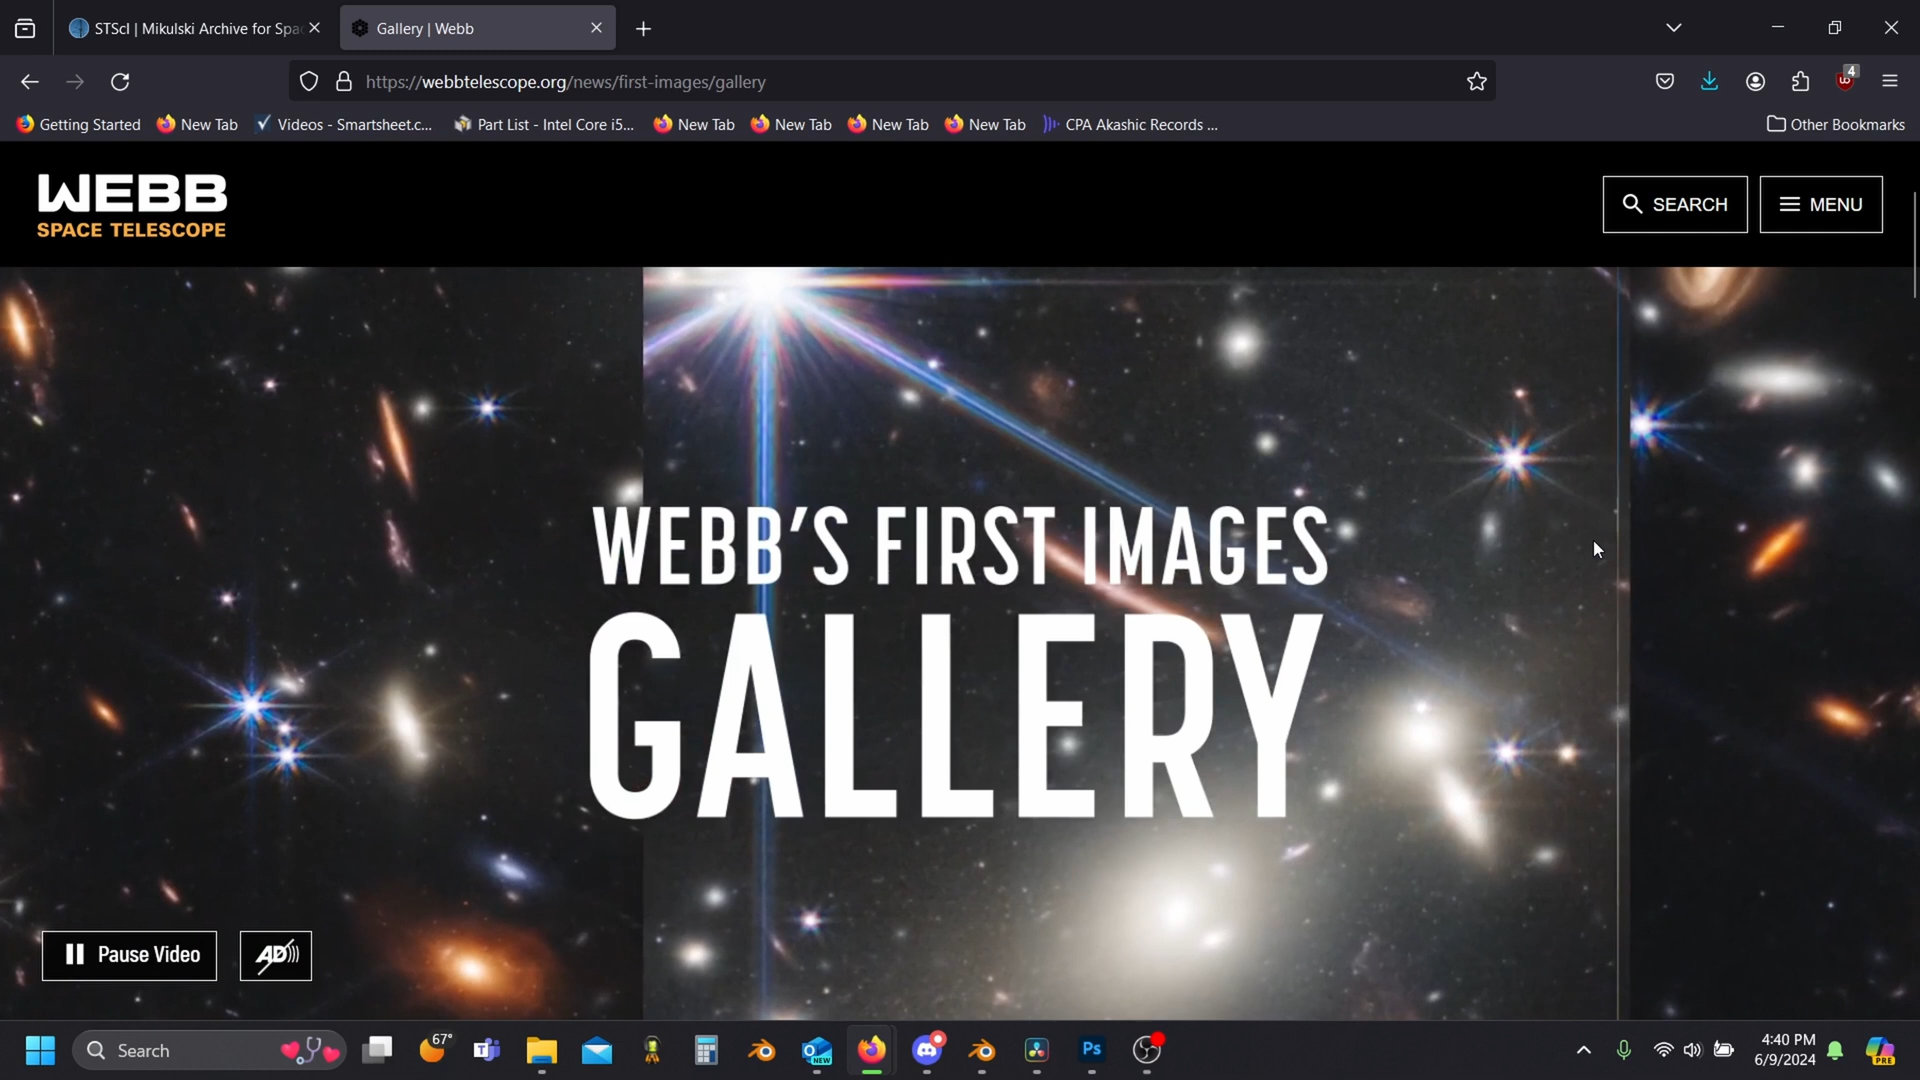 STScI | Mikulski Archive for Spa
Gallery | Webb
https://webbtelescope.org/news/first-images/gallery
4
Getting Started
New Tab
Videos - Smartsheet.c...
Part List - Intel Core i5...
New Tab
New Tab
New Tab
New Tab
CPA Akashic Records ...
Other Bookmarks
WEBB
SPACE TELESCOPE
SEARCH
MENU
WEBB'S FIRST IMAGES
GALLERY
Pause Video
AD
Search
67°
NEW
Ps
4:40 PM
6/9/2024
PRE